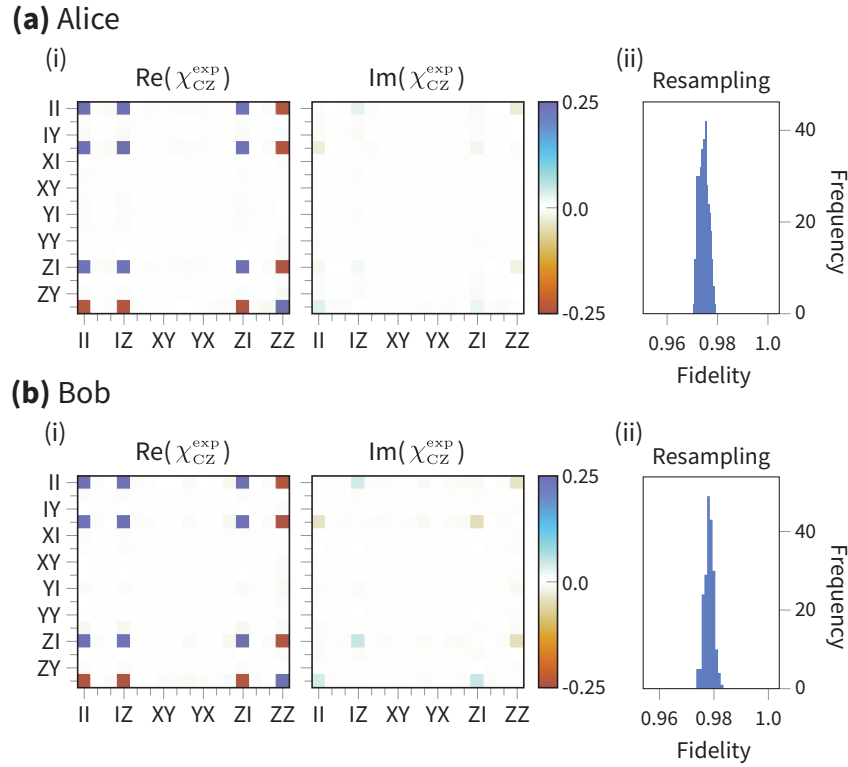 (a) Alice
(i)
Re(χ_CZ^exp)
Im(χ_CZ^exp)
(ii)
Resampling
II
IY
XI
XY
YI
YY
ZI
ZY
II IZ XY YX ZI ZZ
II IZ XY YX ZI ZZ
0.25
0.0
-0.25
40
20
0
Frequency
0.96 0.98 1.0
Fidelity
(b) Bob
(i)
Re(χ_CZ^exp)
Im(χ_CZ^exp)
(ii)
Resampling
II
IY
XI
XY
YI
YY
ZI
ZY
II IZ XY YX ZI ZZ
II IZ XY YX ZI ZZ
0.25
0.0
-0.25
40
20
0
Frequency
0.96 0.98 1.0
Fidelity